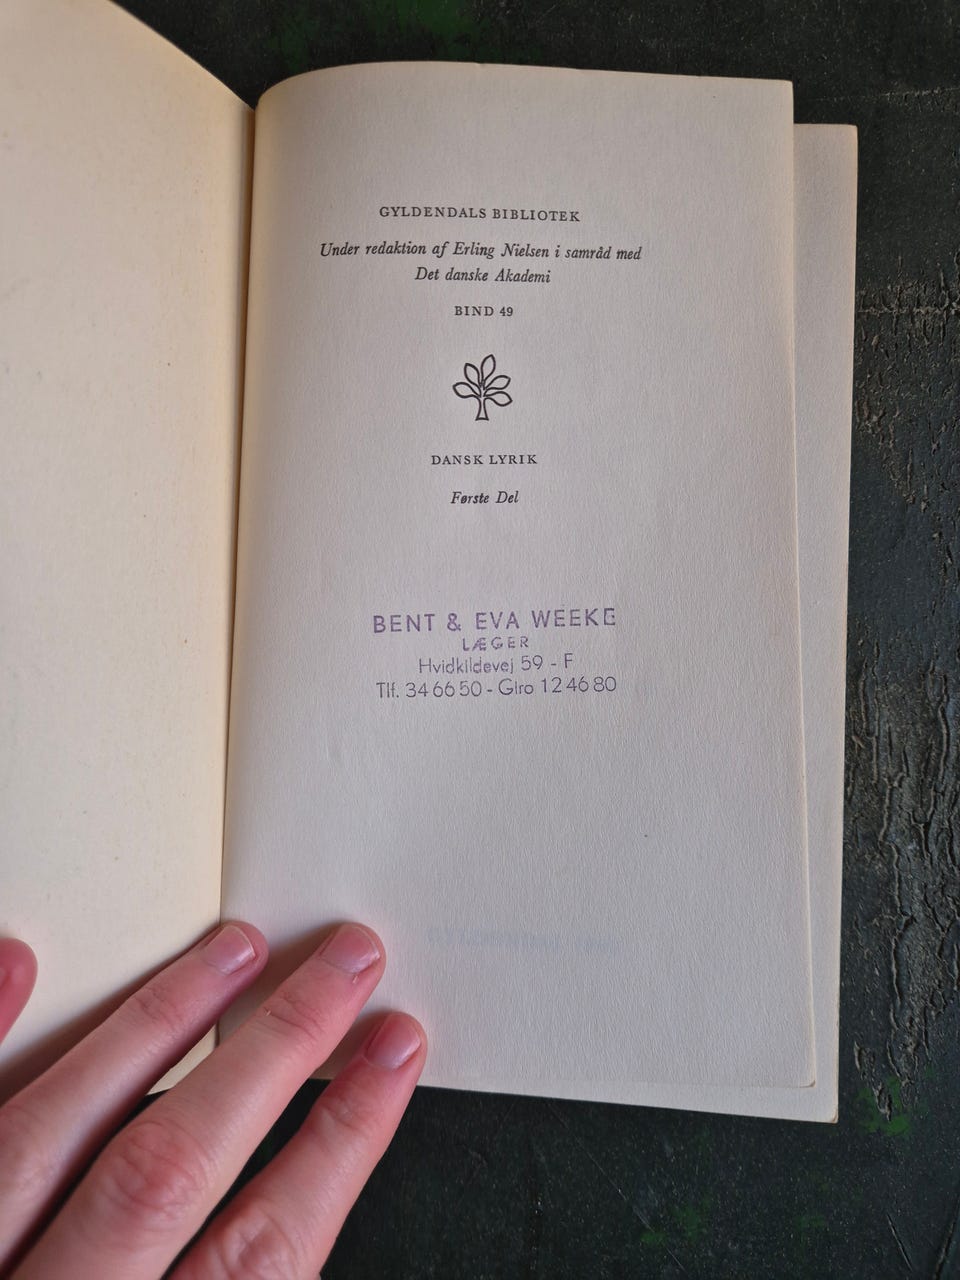 GYLDENDALS BIBLIOTEK
Under redaktion af Erling Nielsen i samråd med
Det danske Akademi
BIND 49
DANSK LYRIK
Første Del
BENT & EVA WEEKE
LÆGER
Hvidkildevej 59 - F
Tlf. 34 66 50 - Giro 12 46 80